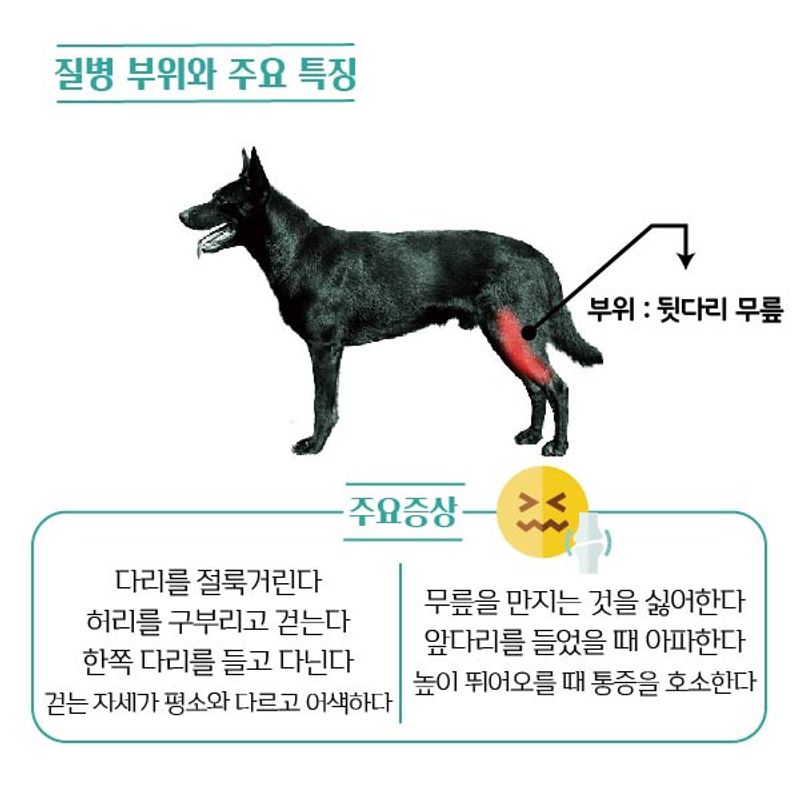 질병 부위와 주요 특징
부위 : 뒷다리 무릎
주요증상
다리를 절룩거린다
허리를 구부리고 걷는다
한쪽 다리를 들고 다닌다
걷는 자세가 평소와 다르고 어색하다
무릎을 만지는 것을 싫어한다
앞다리를 들었을 때 아파한다
높이 뛰어오를 때 통증을 호소한다